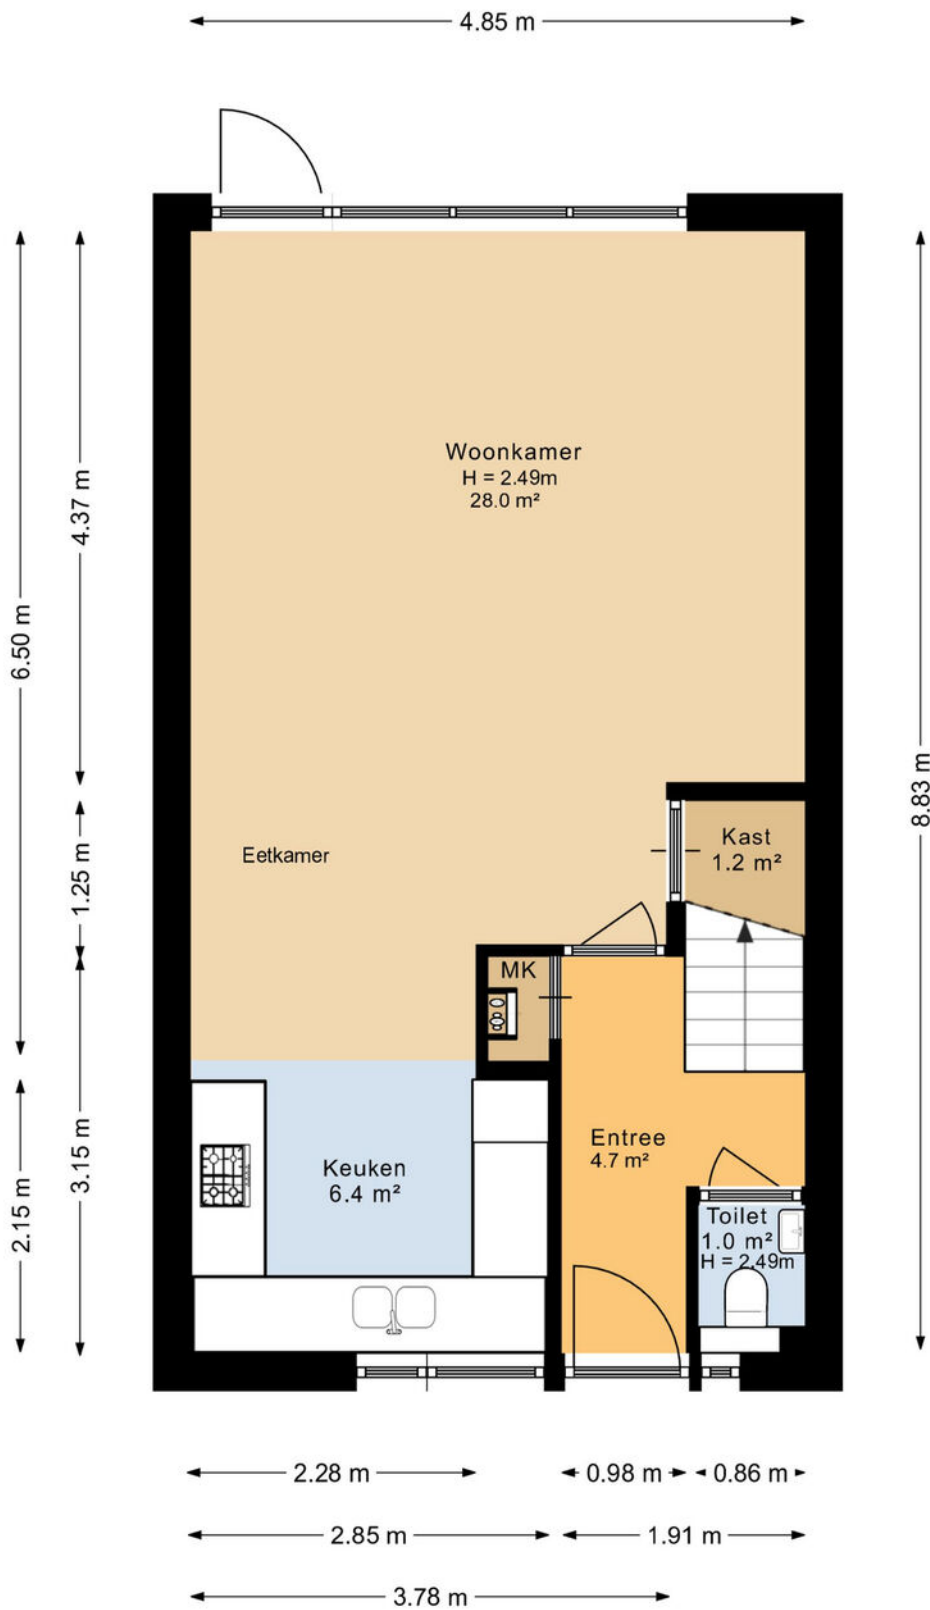 4.85 m
Woonkamer
H = 2.49m
28.0 m²
4.37 m
6.50 m
8.83 m
Kast
1.2 m²
Eetkamer
1.25 m
MK
Entree
4.7 m²
Keuken
6.4 m²
3.15 m
2.15 m
Toilet
1.0 m²
H = 2.49m
2.28 m
0.98 m
0.86 m
2.85 m
1.91 m
3.78 m